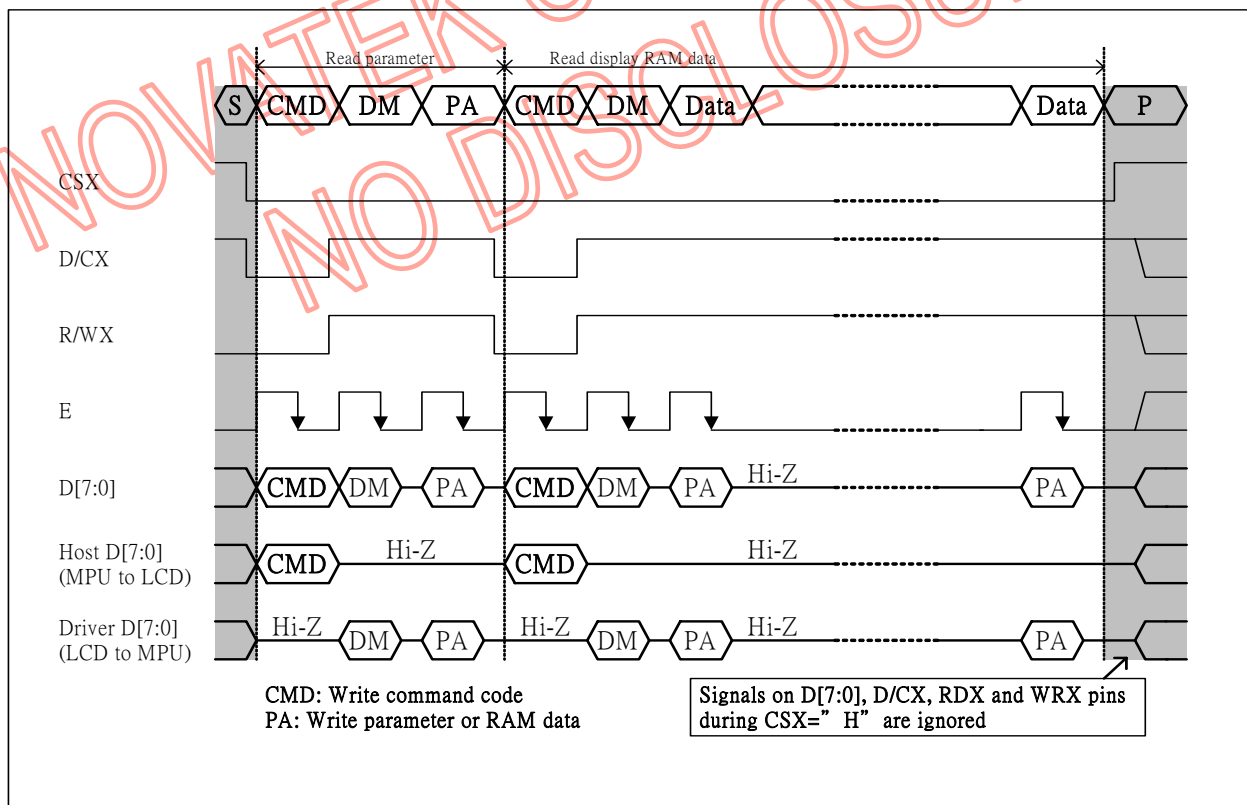 NOVATEK C
NO DISCLOSU
Read parameter Read display RAM data
S CMD DM PA CMD DM Data Data P
CSX
D/CX
R/WX
E
D[7:0] CMD DM PA CMD DM PA Hi-Z PA
Host D[7:0] CMD Hi-Z CMD Hi-Z
(MPU to LCD)
Driver D[7:0] Hi-Z DM PA Hi-Z DM PA Hi-Z PA
(LCD to MPU)
CMD: Write command code
PA: Write parameter or RAM data
Signals on D[7:0], D/CX, RDX and WRX pins
during CSX=”H” are ignored